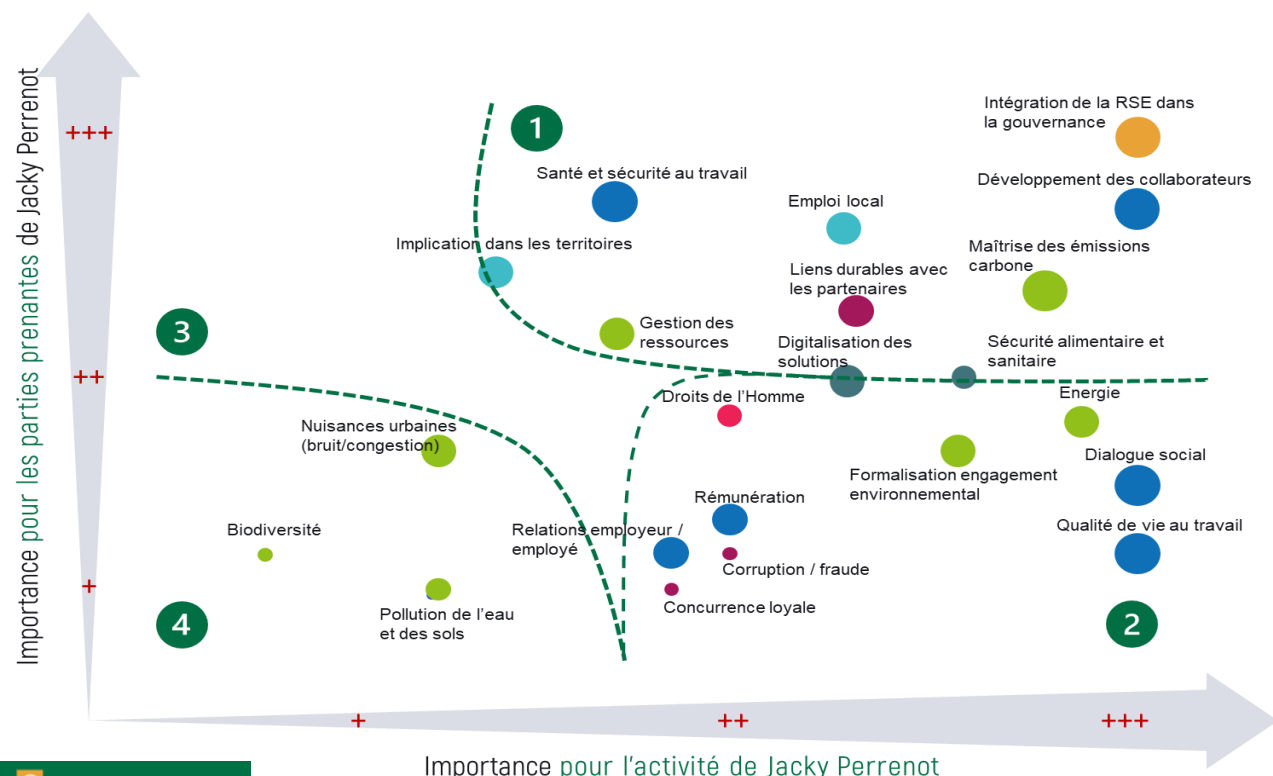 Importance pour les parties prenantes de Jacky Perrenot
+++
++
+
1
Intégration de la RSE dans
la gouvernance
Santé et sécurité au travail
Développement des collaborateurs
Emploi local
Implication dans les territoires
Maîtrise des émissions
carbone
Liens durables avec
les partenaires
3
Gestion des
ressources
Digitalisation des
solutions
Sécurité alimentaire et
sanitaire
Droits de l'Homme
Energie
Nuisances urbaines
(bruit/congestion)
Formalisation engagement
environnemental
Dialogue social
Rémunération
Qualité de vie au travail
Biodiversité
Relations employeur /
employé
Corruption / fraude
Concurrence loyale
Pollution de l'eau
et des sols
4
2
+
++
+++
Importance pour l'activité de Jacky Perrenot